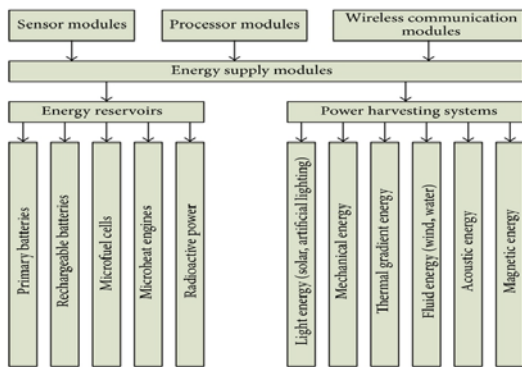 Sensor modules
Processor modules
Wireless communication
modules
Energy supply modules
Energy reservoirs
Power harvesting systems
Primary batteries
Rechargeable batteries
Microfuel cells
Microheat engines
Radioactive power
Light energy (solar, artificial lighting)
Mechanical energy
Thermal gradient energy
Fluid energy (wind, water)
Acoustic energy
Magnetic energy